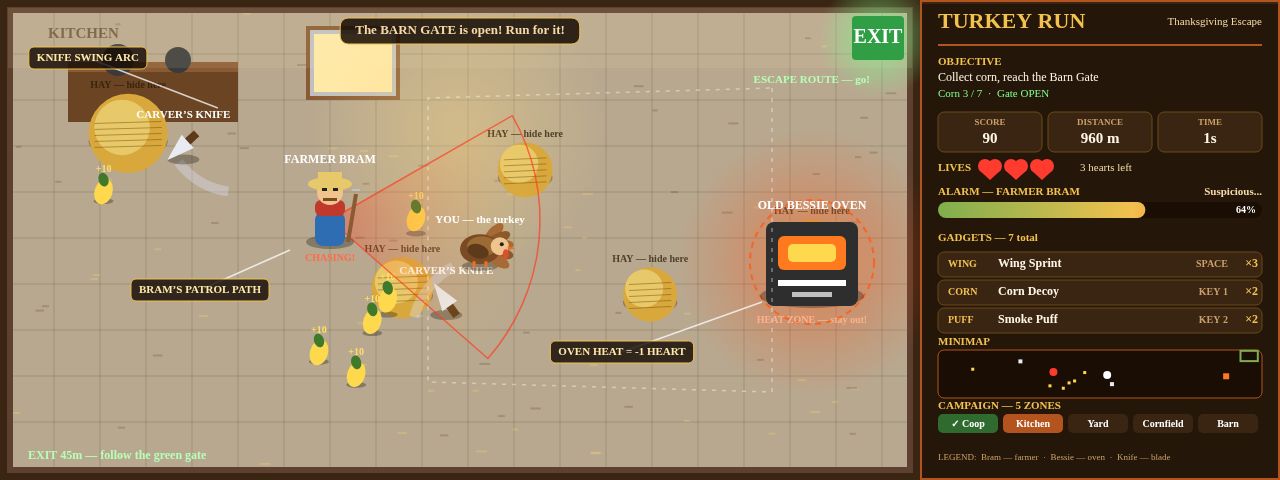 KITCHEN
The BARN GATE is open! Run for it!
EXIT
KNIFE SWING ARC
ESCAPE ROUTE — go!
HAY — hide here
CARVER'S KNIFE
HAY — hide here
FARMER BRAM
+10
+10
YOU — the turkey
OLD BESSIE OVEN
HAY — hide here
HAY — hide here
CHASING!
HAY — hide here
CARVER'S KNIFE
+10
BRAM'S PATROL PATH
+10
HEAT ZONE — stay out!
+10
+10
OVEN HEAT = -1 HEART
EXIT 45m — follow the green gate
TURKEY RUN
Thanksgiving Escape
OBJECTIVE
Collect corn, reach the Barn Gate
Corn 3 / 7 · Gate OPEN
SCORE
90
DISTANCE
960 m
TIME
1s
LIVES
3 hearts left
ALARM — FARMER BRAM
Suspicious...
64%
GADGETS — 7 total
WING Wing Sprint SPACE ×3
CORN Corn Decoy KEY 1 ×2
PUFF Smoke Puff KEY 2 ×2
MINIMAP
CAMPAIGN — 5 ZONES
✓ Coop Kitchen Yard Cornfield Barn
LEGEND: Bram — farmer · Bessie — oven · Knife — blade